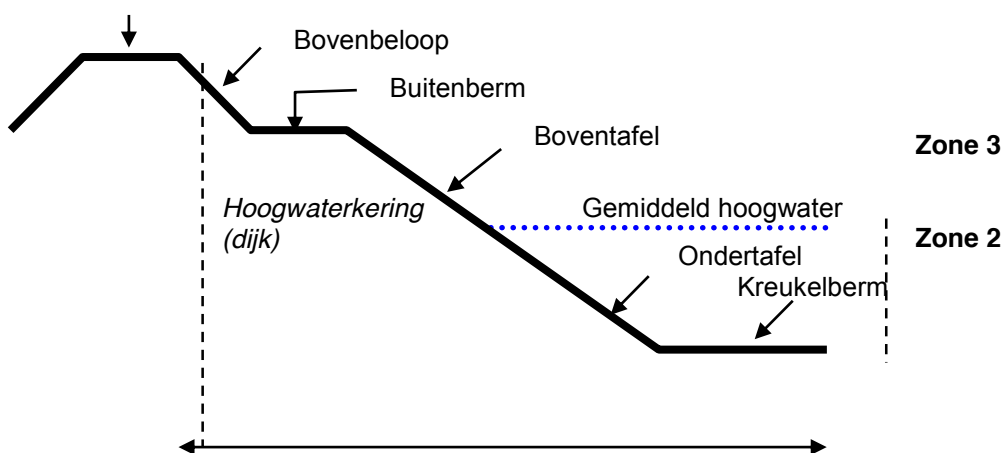 Bovenbeloop
Buitenberm
Boventafel
Zone 3
Hoogwaterkering
(dijk)
Gemiddeld hoogwater
Zone 2
Ondertafel
Kreukelberm